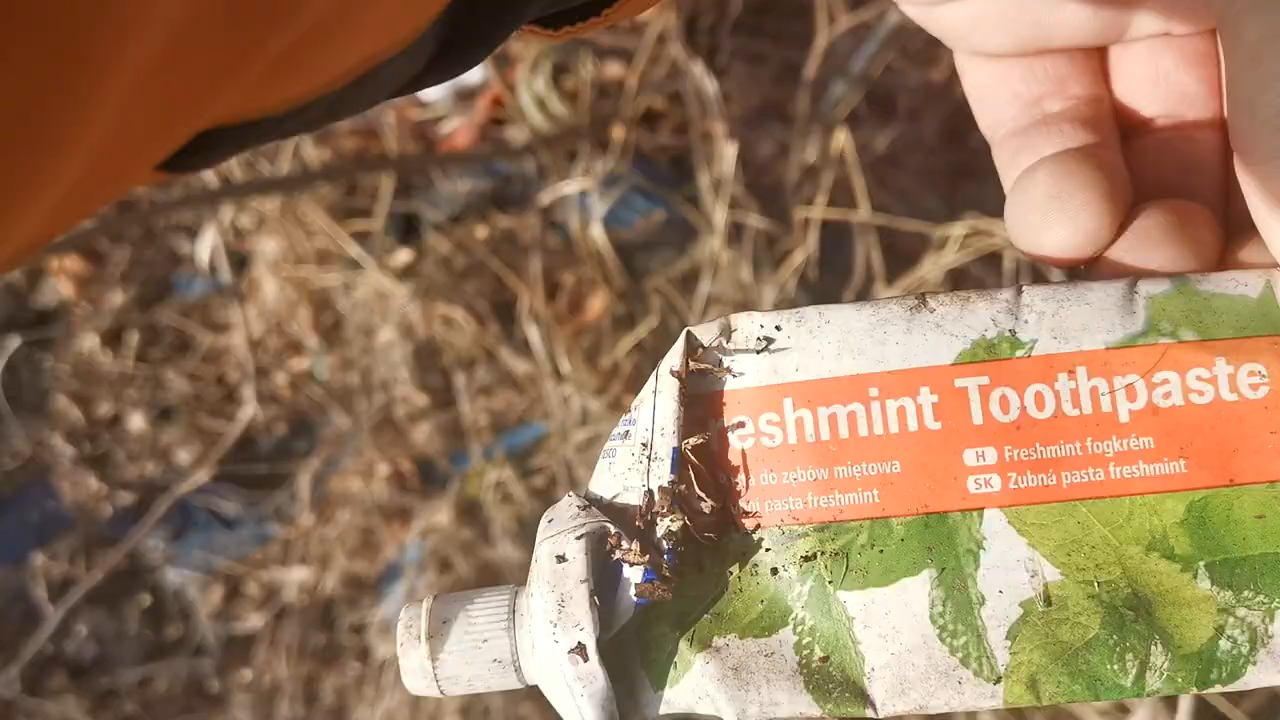 eshmint Toothpaste
H Freshmint fogkrém
do zębów miętowa
SK Zubná pasta freshmint
pasta freshmint